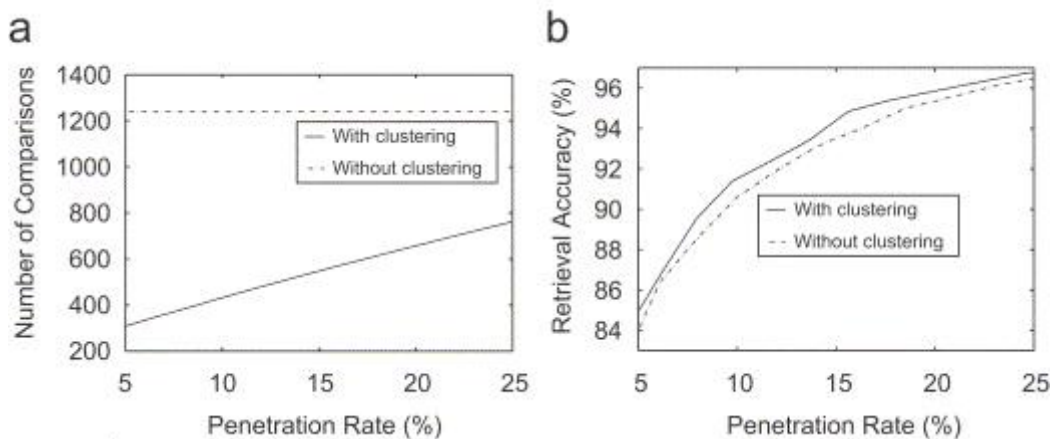 a
Number of Comparisons
1400
1200
1000
800
600
400
200
With clustering
Without clustering
5 10 15 20 25
Penetration Rate (%)
b
Retrieval Accuracy (%)
96
94
92
90
88
86
84
With clustering
Without clustering
5 10 15 20 25
Penetration Rate (%)